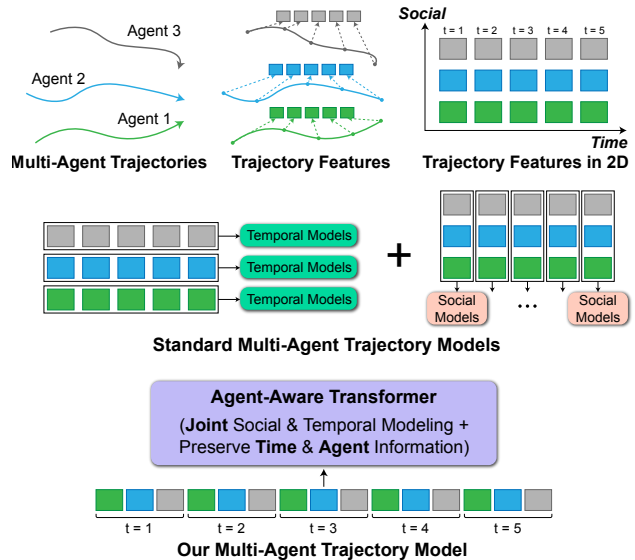 Agent 3
Agent 2
Agent 1
Multi-Agent Trajectories
Trajectory Features
Social
t = 1 t = 2 t = 3 t = 4 t = 5
Time
Trajectory Features in 2D
Temporal Models
Temporal Models
Temporal Models
+
Social
Models
...
Social
Models
Standard Multi-Agent Trajectory Models
Agent-Aware Transformer
(Joint Social & Temporal Modeling +
Preserve Time & Agent Information)
t = 1 t = 2 t = 3 t = 4 t = 5
Our Multi-Agent Trajectory Model